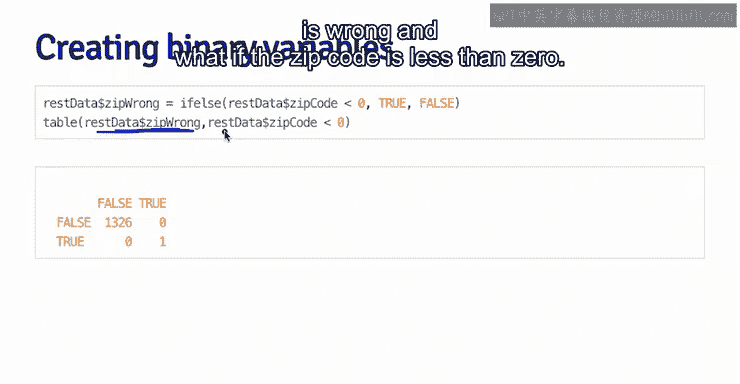 is wrong and
Creating binary variables
what if the zip code is less than zero.
restData$zipWrong = ifelse(restData$zipCode < 0, TRUE, FALSE)
table(restData$zipWrong,restData$zipCode < 0)
FALSE TRUE
FALSE 1326 0
TRUE 0 1